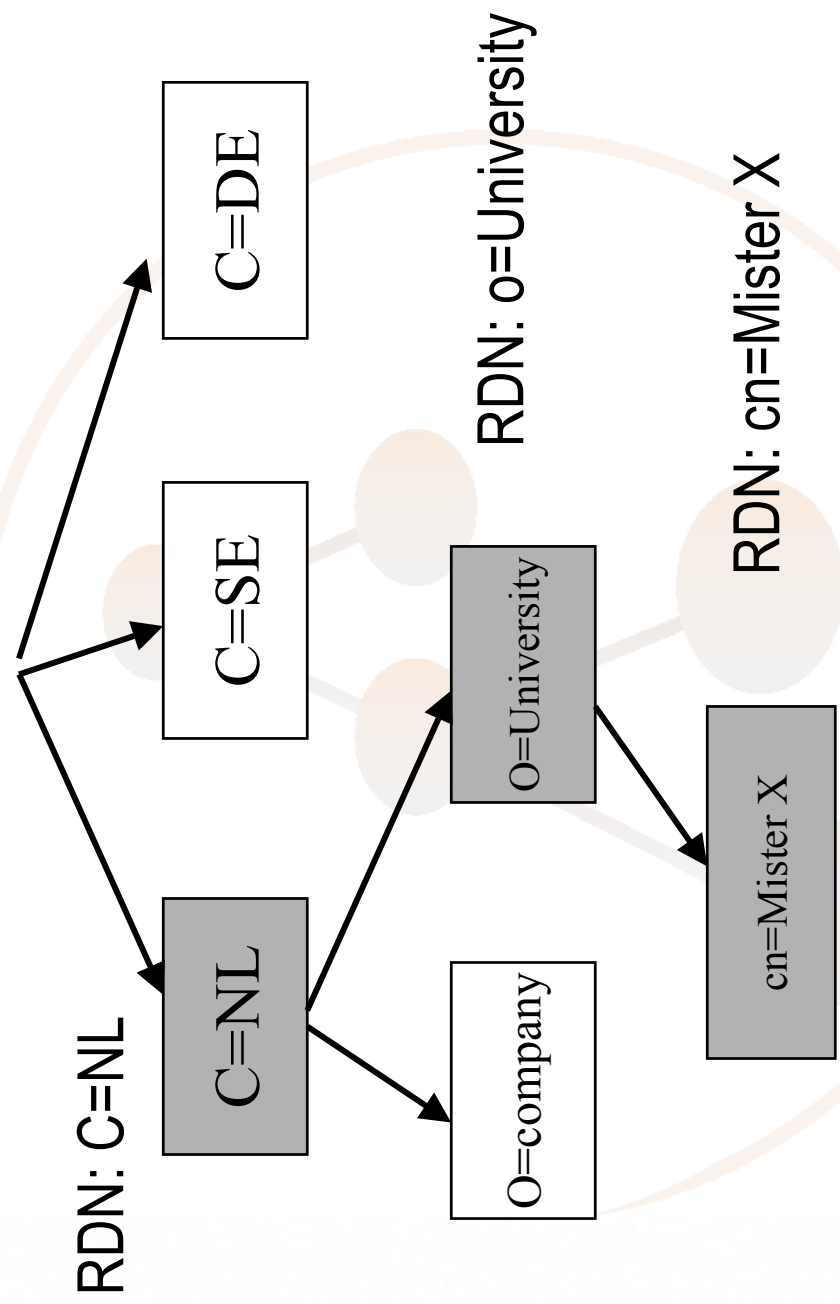 RDN: C=NL
C=NL
C=SE
C=DE
O=company
O=University
RDN: o=University
cn=Mister X
RDN: cn=Mister X